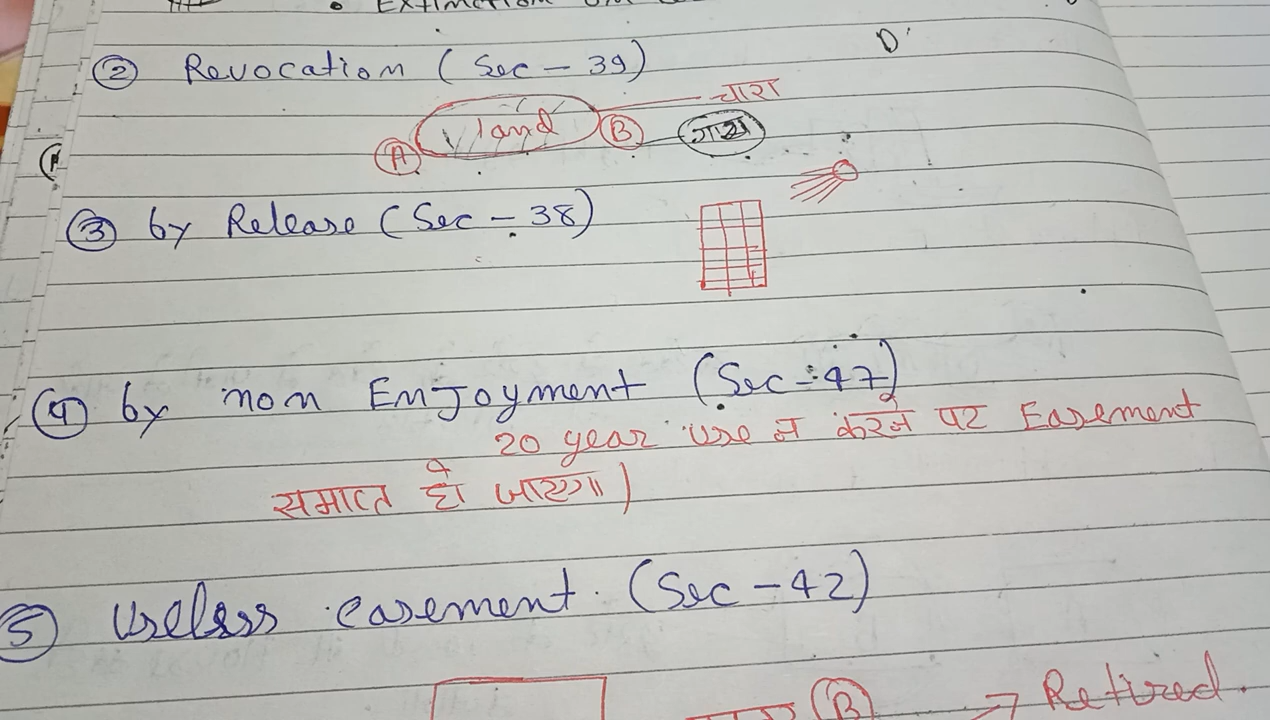 ② Revocation (Sec - 39)
D'
चारा
A land B गाय
③ by Release (Sec - 38)
④ by non Enjoyment (Sec - 47)
20 year use न करने पर Easement
समाप्त हो जाएगा।
⑤ Useless easement. (Sec - 42)
B → Retired.